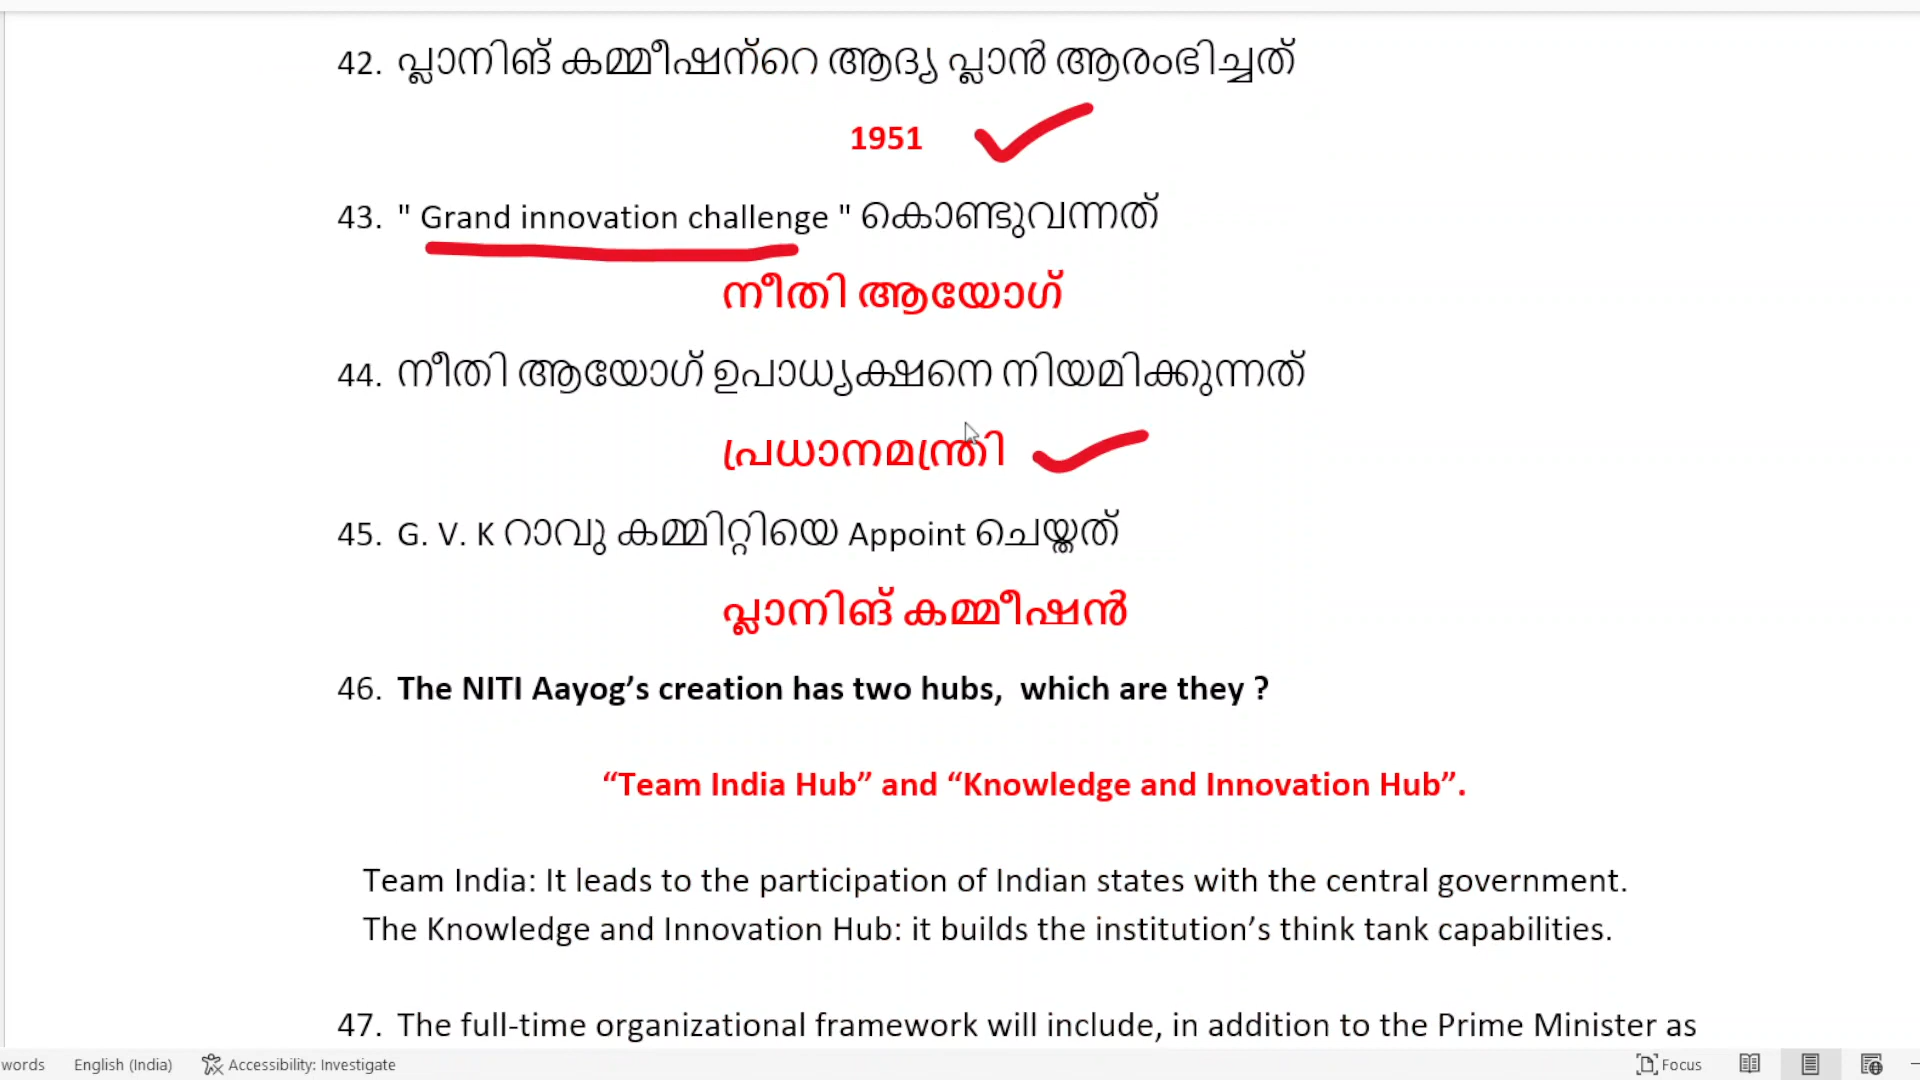 42. പ്ലാനിങ് കമ്മീഷന്റെ ആദ്യ പ്ലാൻ ആരംഭിച്ചത്
1951
43. " Grand innovation challenge " കൊണ്ടുവന്നത്
നീതി ആയോഗ്
44. നീതി ആയോഗ് ഉപാധ്യക്ഷനെ നിയമിക്കുന്നത്
പ്രധാനമന്ത്രി
45. G. V. K റാവു കമ്മിറ്റിയെ Appoint ചെയ്തത്
പ്ലാനിങ് കമ്മീഷൻ
46. The NITI Aayog’s creation has two hubs, which are they ?
“Team India Hub” and “Knowledge and Innovation Hub”.
Team India: It leads to the participation of Indian states with the central government.
The Knowledge and Innovation Hub: it builds the institution’s think tank capabilities.
47. The full-time organizational framework will include, in addition to the Prime Minister as
words English (India) Accessibility: Investigate Focus